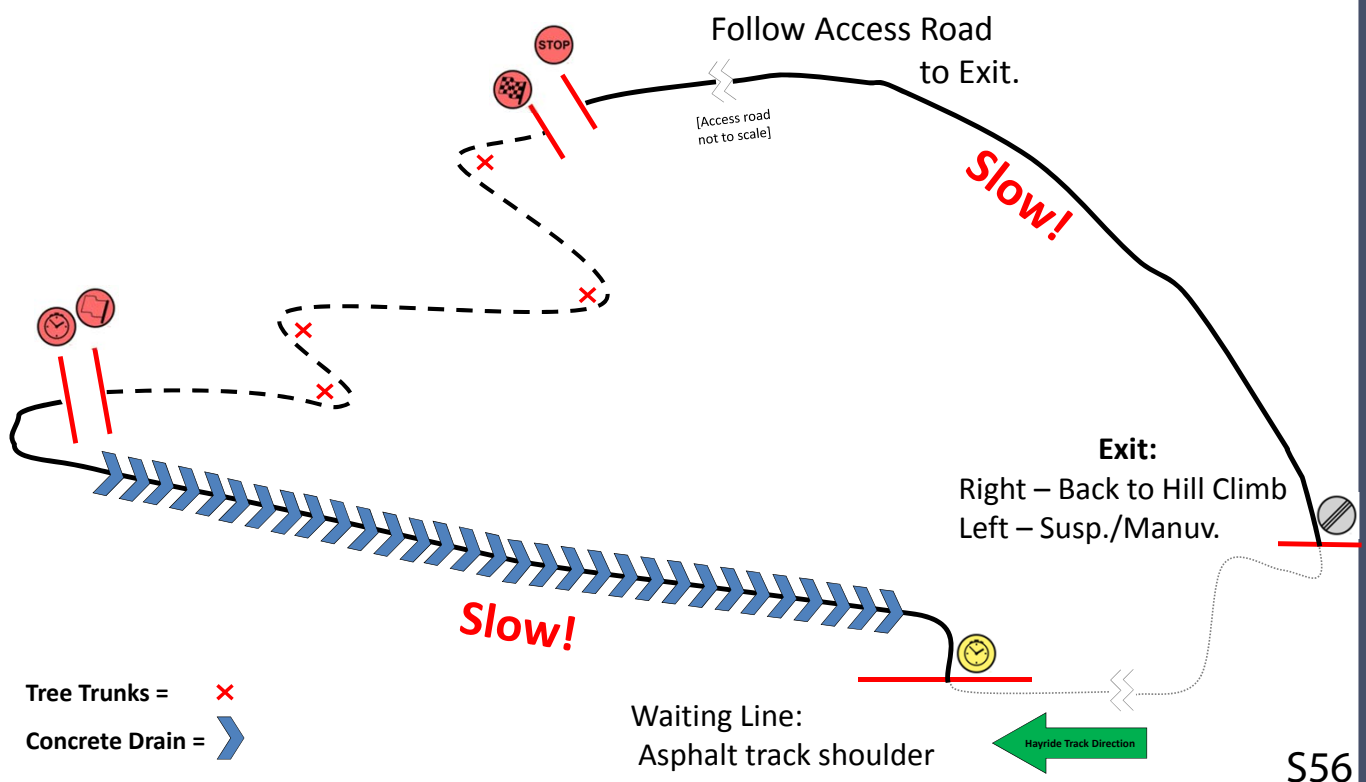 STOP
Follow Access Road
to Exit.
[Access road
not to scale]
Slow!
Exit:
Right – Back to Hill Climb
Left – Susp./Manuv.
Slow!
Tree Trunks =
Concrete Drain =
Waiting Line:
Asphalt track shoulder
Hayride Track Direction
S56